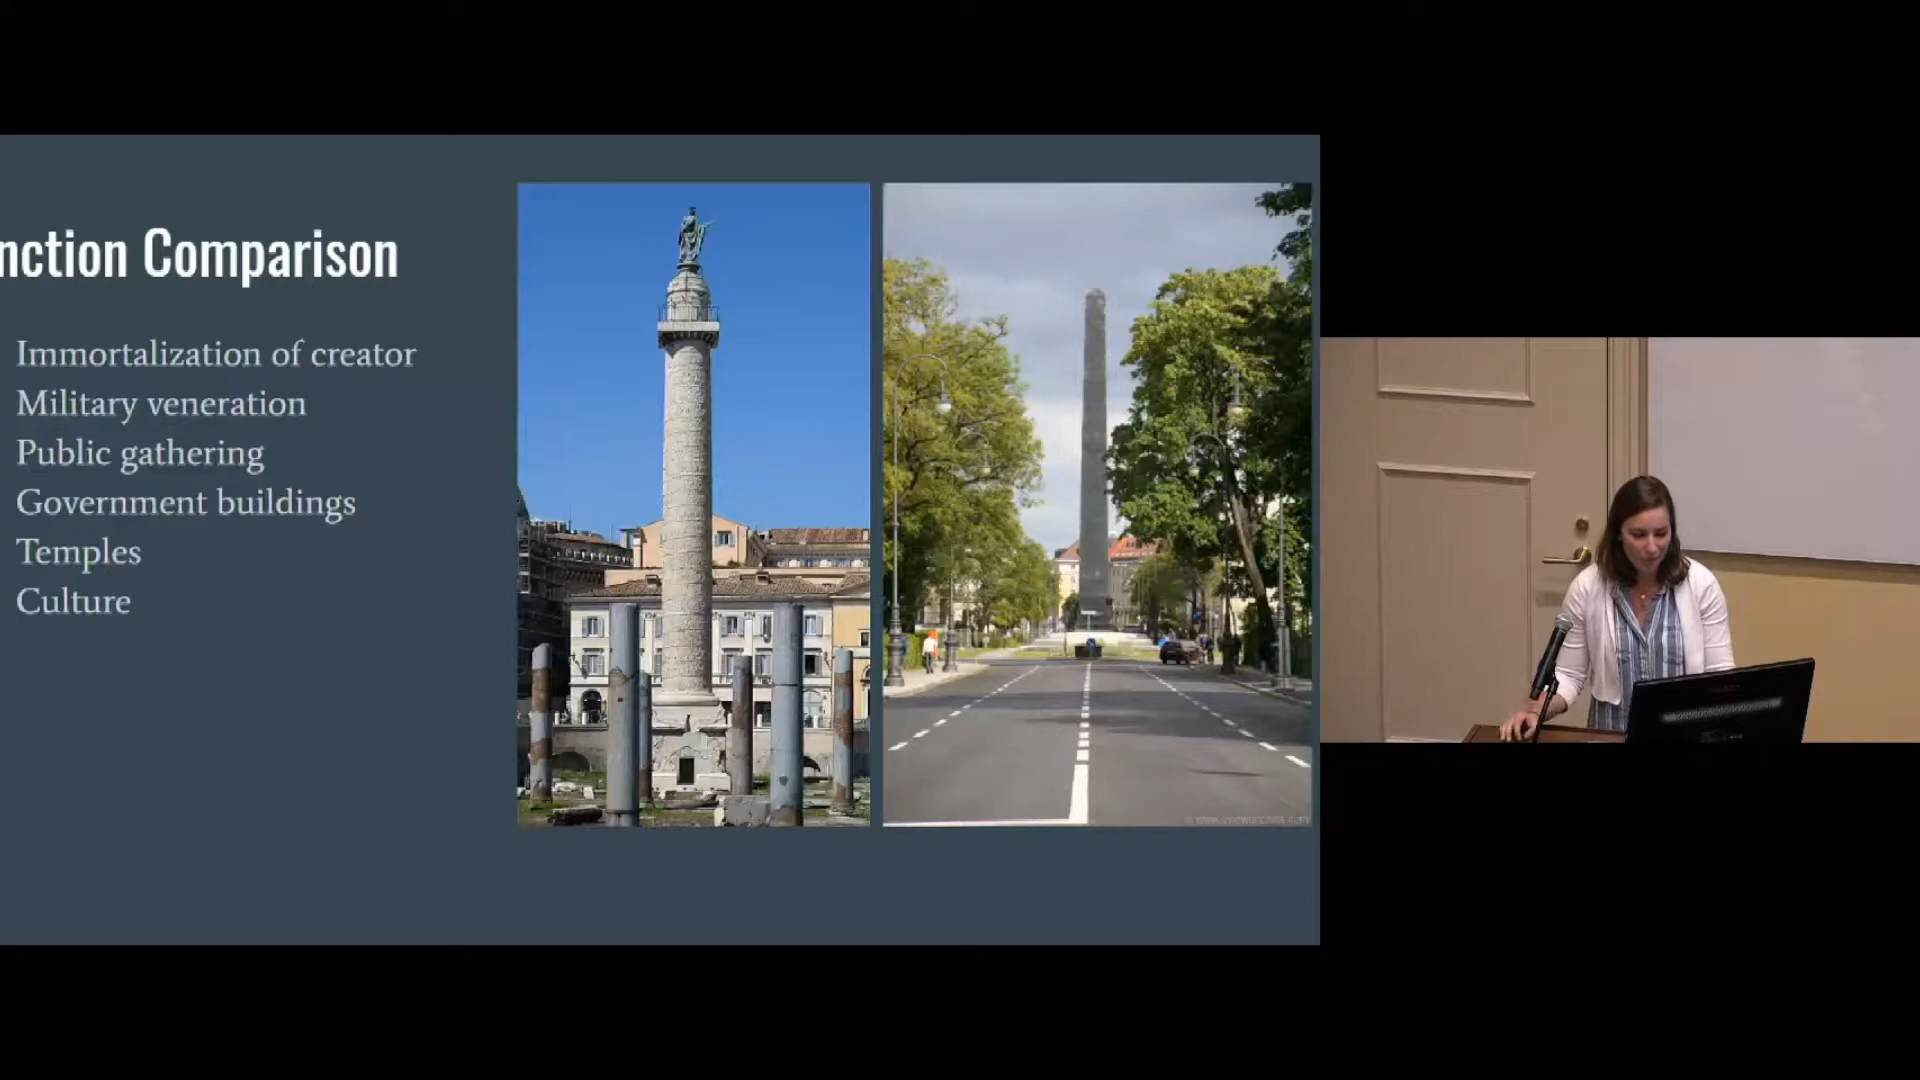 nction Comparison
Immortalization of creator
Military veneration
Public gathering
Government buildings
Temples
Culture